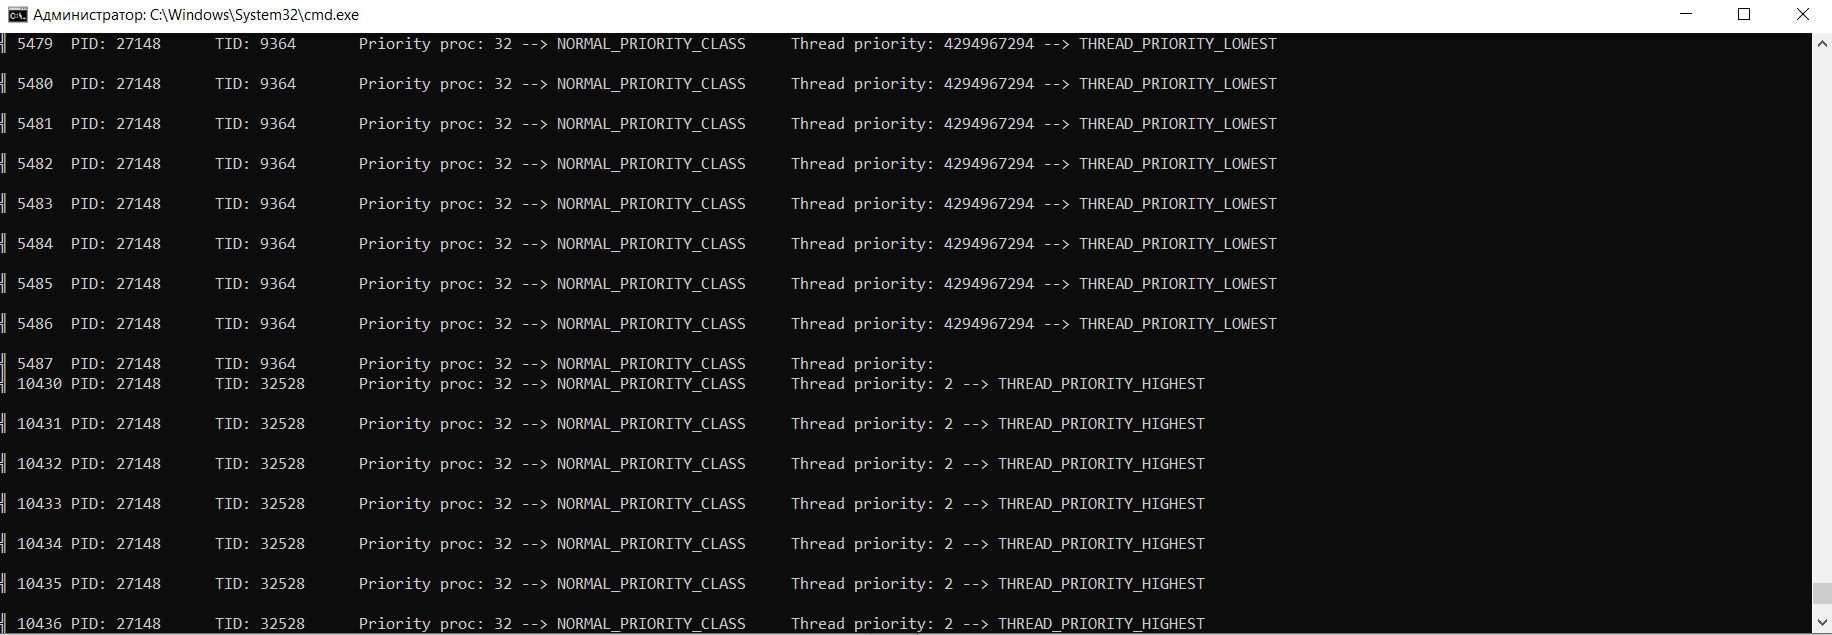 Администратор: C:\Windows\System32\cmd.exe
╣ 5479 PID: 27148 TID: 9364 Priority proc: 32 --> NORMAL_PRIORITY_CLASS Thread priority: 4294967294 --> THREAD_PRIORITY_LOWEST
╣ 5480 PID: 27148 TID: 9364 Priority proc: 32 --> NORMAL_PRIORITY_CLASS Thread priority: 4294967294 --> THREAD_PRIORITY_LOWEST
╣ 5481 PID: 27148 TID: 9364 Priority proc: 32 --> NORMAL_PRIORITY_CLASS Thread priority: 4294967294 --> THREAD_PRIORITY_LOWEST
╣ 5482 PID: 27148 TID: 9364 Priority proc: 32 --> NORMAL_PRIORITY_CLASS Thread priority: 4294967294 --> THREAD_PRIORITY_LOWEST
╣ 5483 PID: 27148 TID: 9364 Priority proc: 32 --> NORMAL_PRIORITY_CLASS Thread priority: 4294967294 --> THREAD_PRIORITY_LOWEST
╣ 5484 PID: 27148 TID: 9364 Priority proc: 32 --> NORMAL_PRIORITY_CLASS Thread priority: 4294967294 --> THREAD_PRIORITY_LOWEST
╣ 5485 PID: 27148 TID: 9364 Priority proc: 32 --> NORMAL_PRIORITY_CLASS Thread priority: 4294967294 --> THREAD_PRIORITY_LOWEST
╣ 5486 PID: 27148 TID: 9364 Priority proc: 32 --> NORMAL_PRIORITY_CLASS Thread priority: 4294967294 --> THREAD_PRIORITY_LOWEST
╣ 5487 PID: 27148 TID: 9364 Priority proc: 32 --> NORMAL_PRIORITY_CLASS Thread priority:
╣ 10430 PID: 27148 TID: 32528 Priority proc: 32 --> NORMAL_PRIORITY_CLASS Thread priority: 2 --> THREAD_PRIORITY_HIGHEST
╣ 10431 PID: 27148 TID: 32528 Priority proc: 32 --> NORMAL_PRIORITY_CLASS Thread priority: 2 --> THREAD_PRIORITY_HIGHEST
╣ 10432 PID: 27148 TID: 32528 Priority proc: 32 --> NORMAL_PRIORITY_CLASS Thread priority: 2 --> THREAD_PRIORITY_HIGHEST
╣ 10433 PID: 27148 TID: 32528 Priority proc: 32 --> NORMAL_PRIORITY_CLASS Thread priority: 2 --> THREAD_PRIORITY_HIGHEST
╣ 10434 PID: 27148 TID: 32528 Priority proc: 32 --> NORMAL_PRIORITY_CLASS Thread priority: 2 --> THREAD_PRIORITY_HIGHEST
╣ 10435 PID: 27148 TID: 32528 Priority proc: 32 --> NORMAL_PRIORITY_CLASS Thread priority: 2 --> THREAD_PRIORITY_HIGHEST
╣ 10436 PID: 27148 TID: 32528 Priority proc: 32 --> NORMAL_PRIORITY_CLASS Thread priority: 2 --> THREAD_PRIORITY_HIGHEST